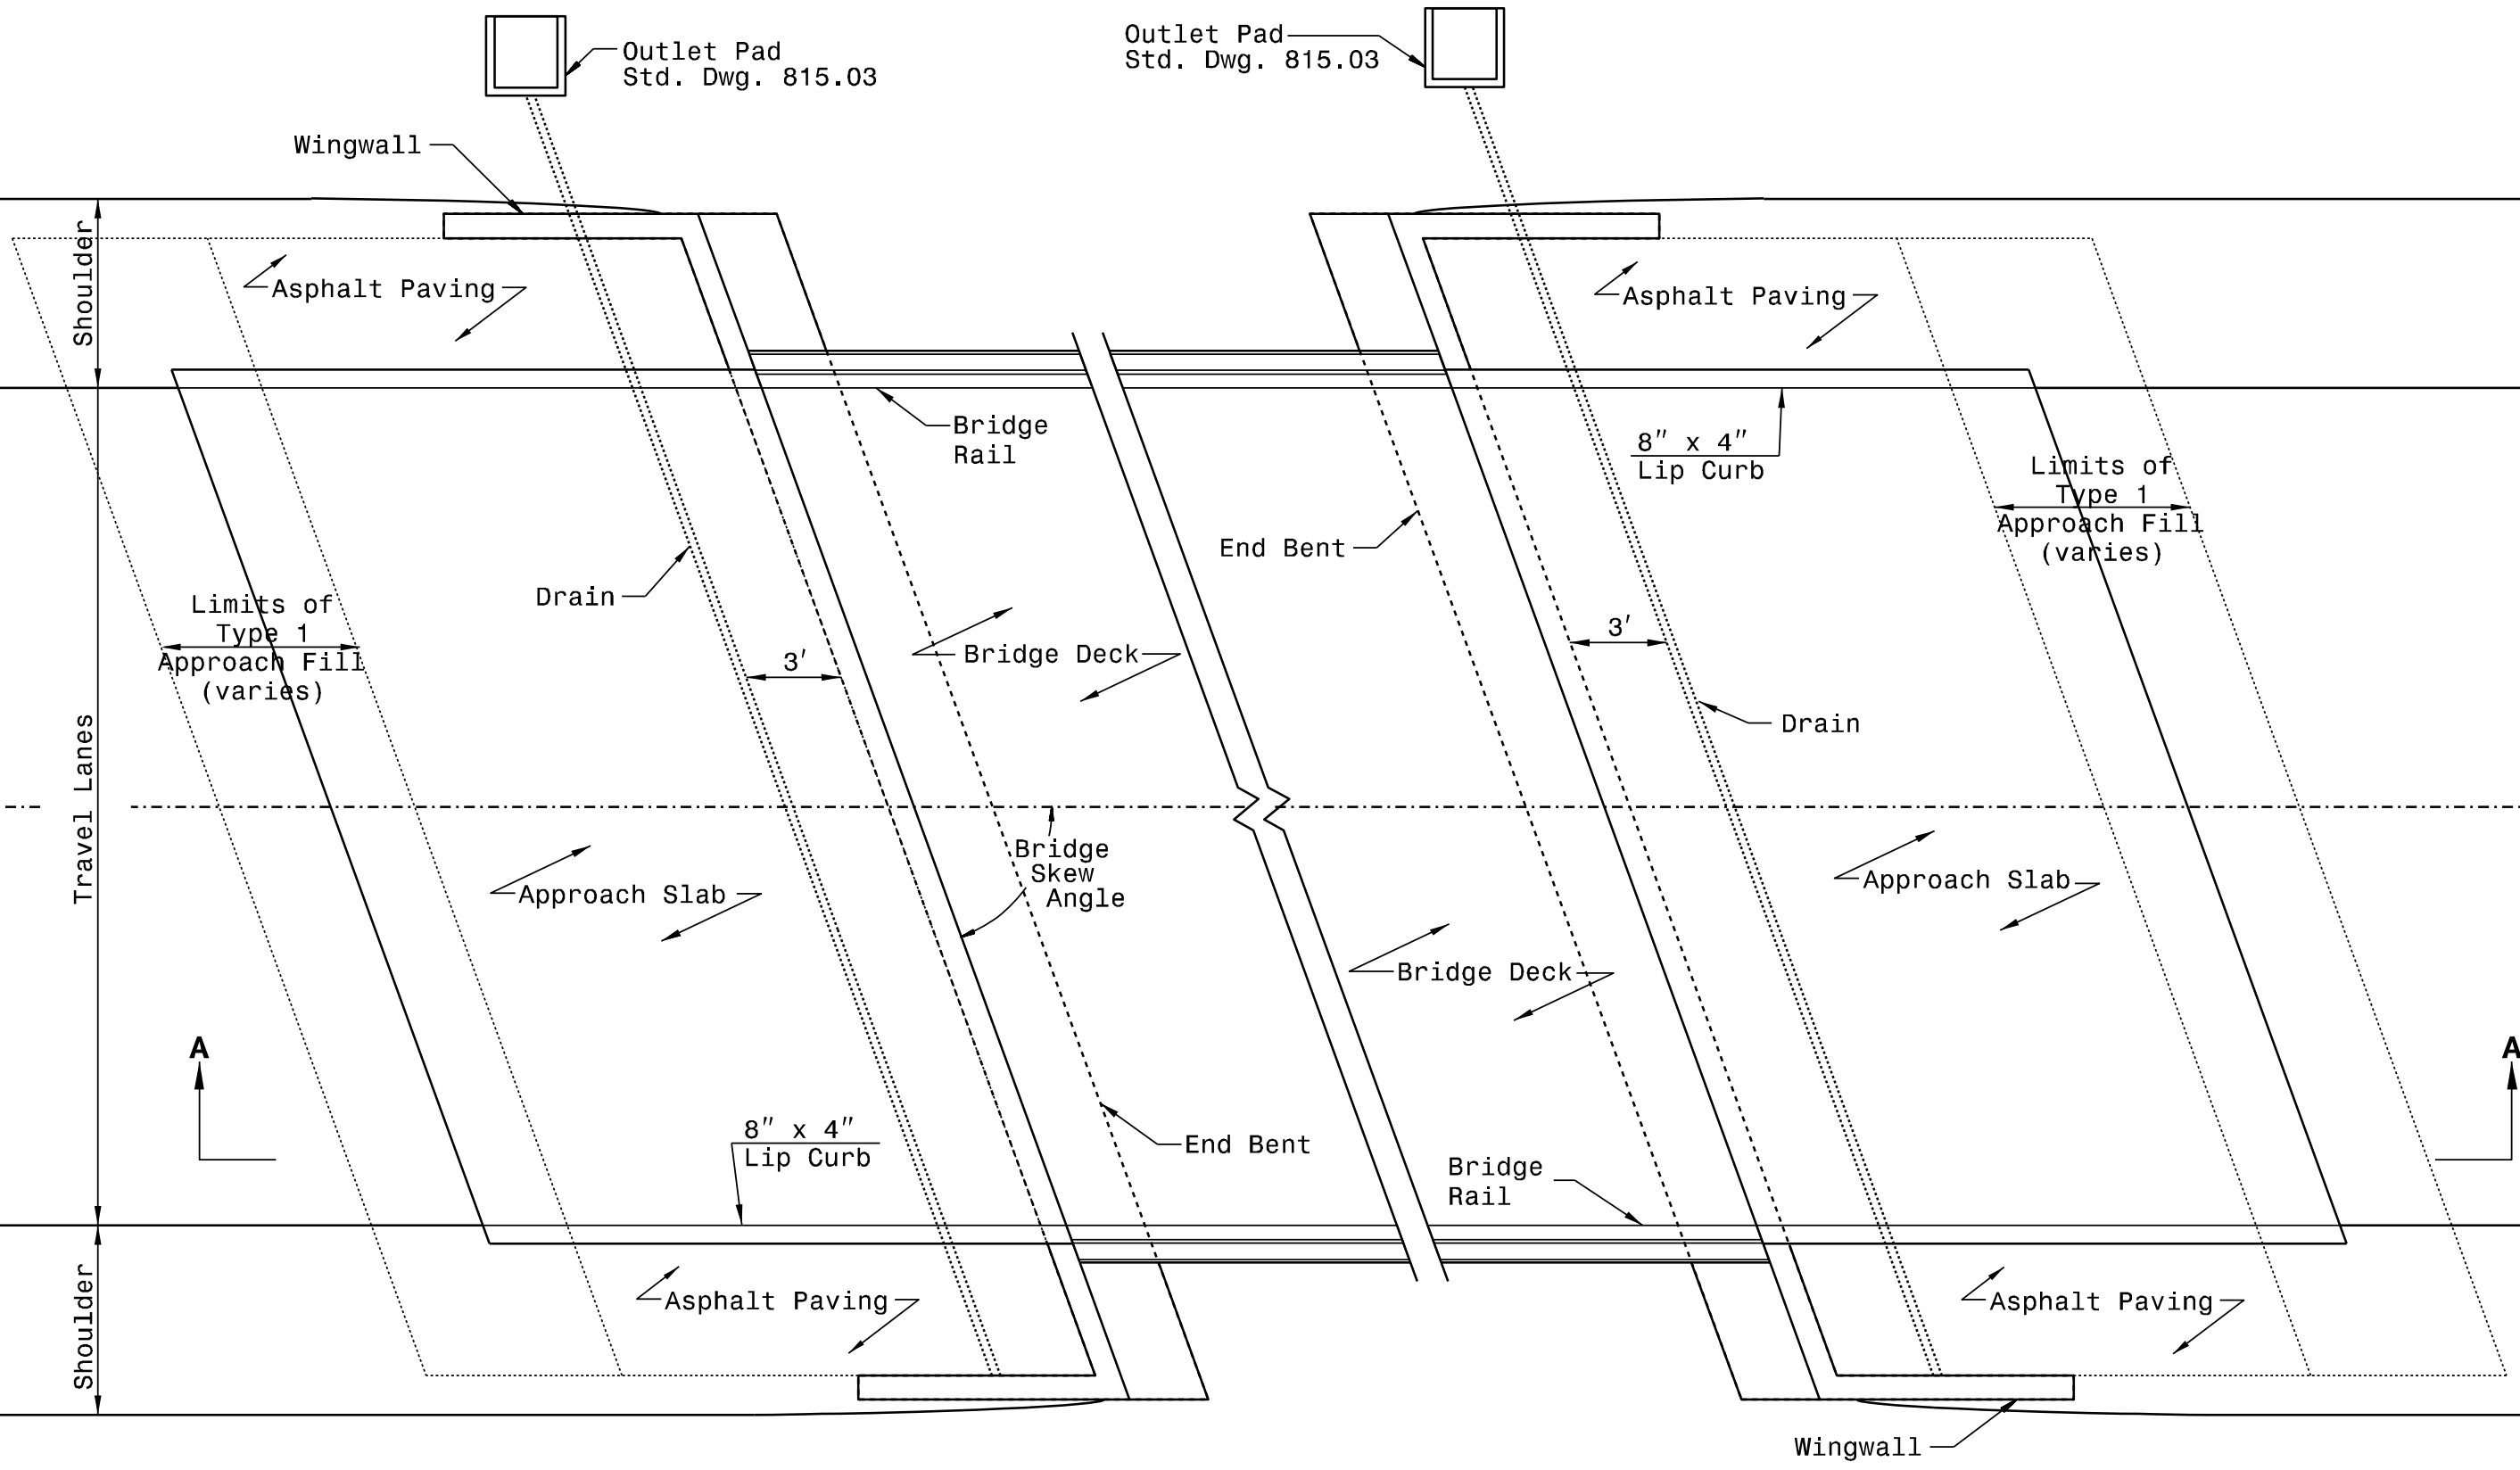 Outlet Pad
Std. Dwg. 815.03
Outlet Pad
Std. Dwg. 815.03
Wingwall
Shoulder
Asphalt Paving
Asphalt Paving
Bridge
Rail
8" x 4"
Lip Curb
Limits of
Type 1
Approach Fill
(varies)
End Bent
Drain
Limits of
Type 1
Approach Fill
(varies)
3'
Bridge Deck
3'
Drain
Travel Lanes
Bridge
Skew
Angle
Approach Slab
Approach Slab
Bridge Deck
A
A
8" x 4"
Lip Curb
End Bent
Bridge
Rail
Shoulder
Asphalt Paving
Asphalt Paving
Wingwall